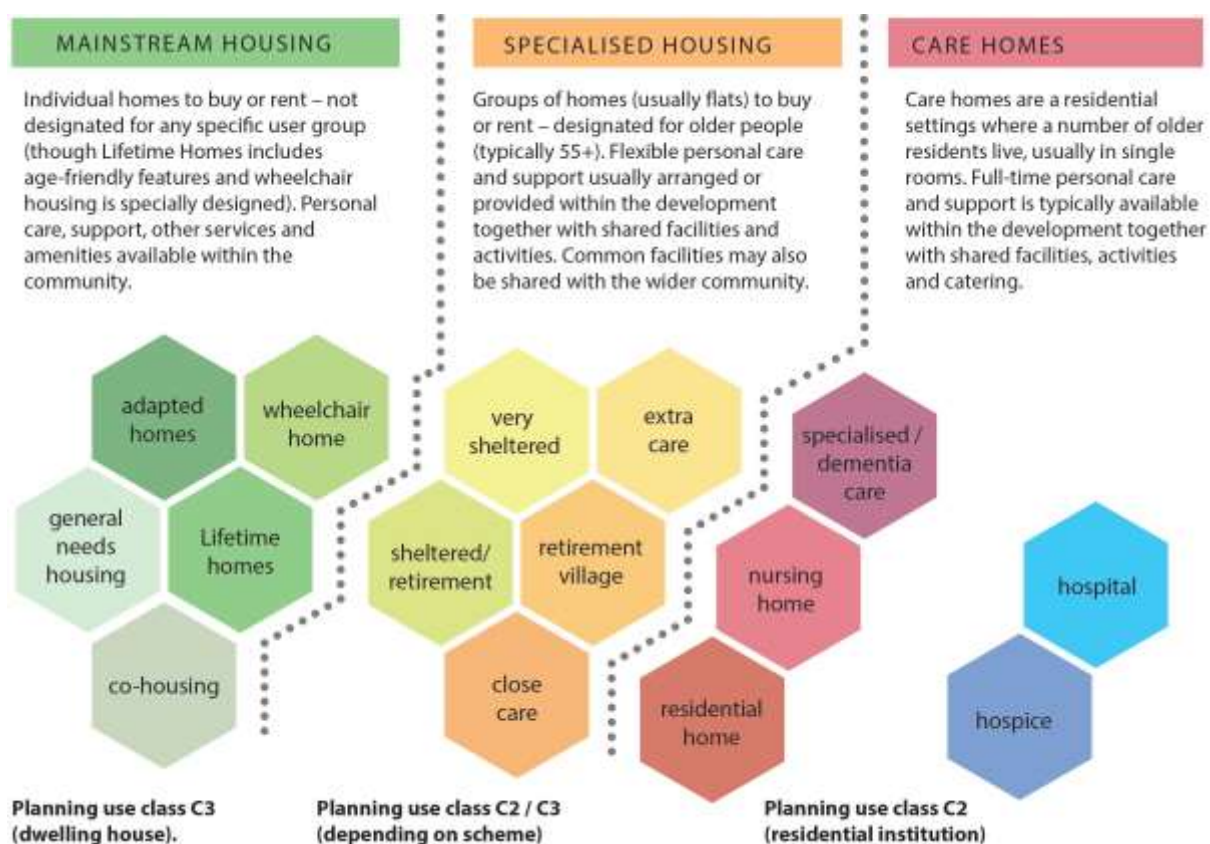 MAINSTREAM HOUSING
Individual homes to buy or rent – not
designated for any specific user group
(though Lifetime Homes includes
age-friendly features and wheelchair
housing is specially designed). Personal
care, support, other services and
amenities available within the
community.
SPECIALISED HOUSING
Groups of homes (usually flats) to buy
or rent – designated for older people
(typically 55+). Flexible personal care
and support usually arranged or
provided within the development
together with shared facilities and
activities. Common facilities may also
be shared with the wider community.
CARE HOMES
Care homes are a residential
settings where a number of older
residents live, usually in single
rooms. Full-time personal care
and support is typically available
within the development together
with shared facilities, activities
and catering.
adapted
homes
wheelchair
home
general
needs
housing
Lifetime
homes
co-housing
very
sheltered
extra
care
sheltered/
retirement
retirement
village
close
care
specialised /
dementia
care
nursing
home
residential
home
hospital
hospice
Planning use class C3
(dwelling house).
Planning use class C2 / C3
(depending on scheme)
Planning use class C2
(residential institution)